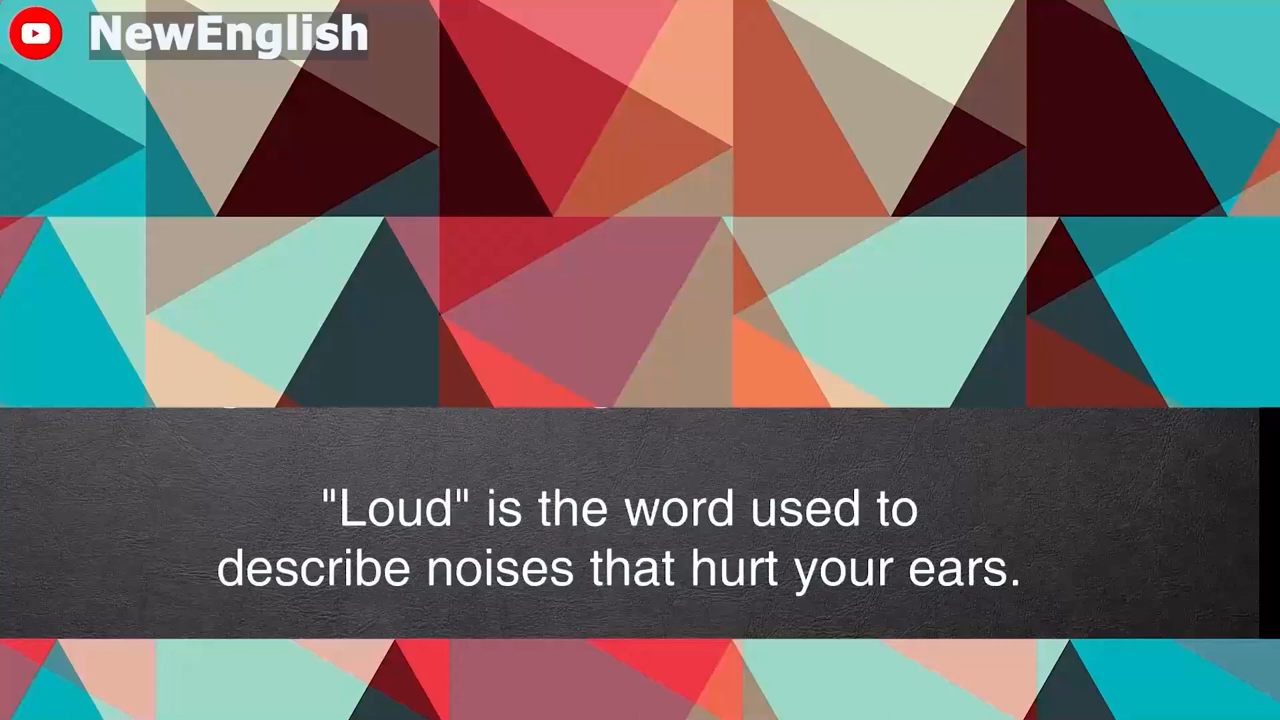 NewEnglish
"Loud" is the word used to
describe noises that hurt your ears.